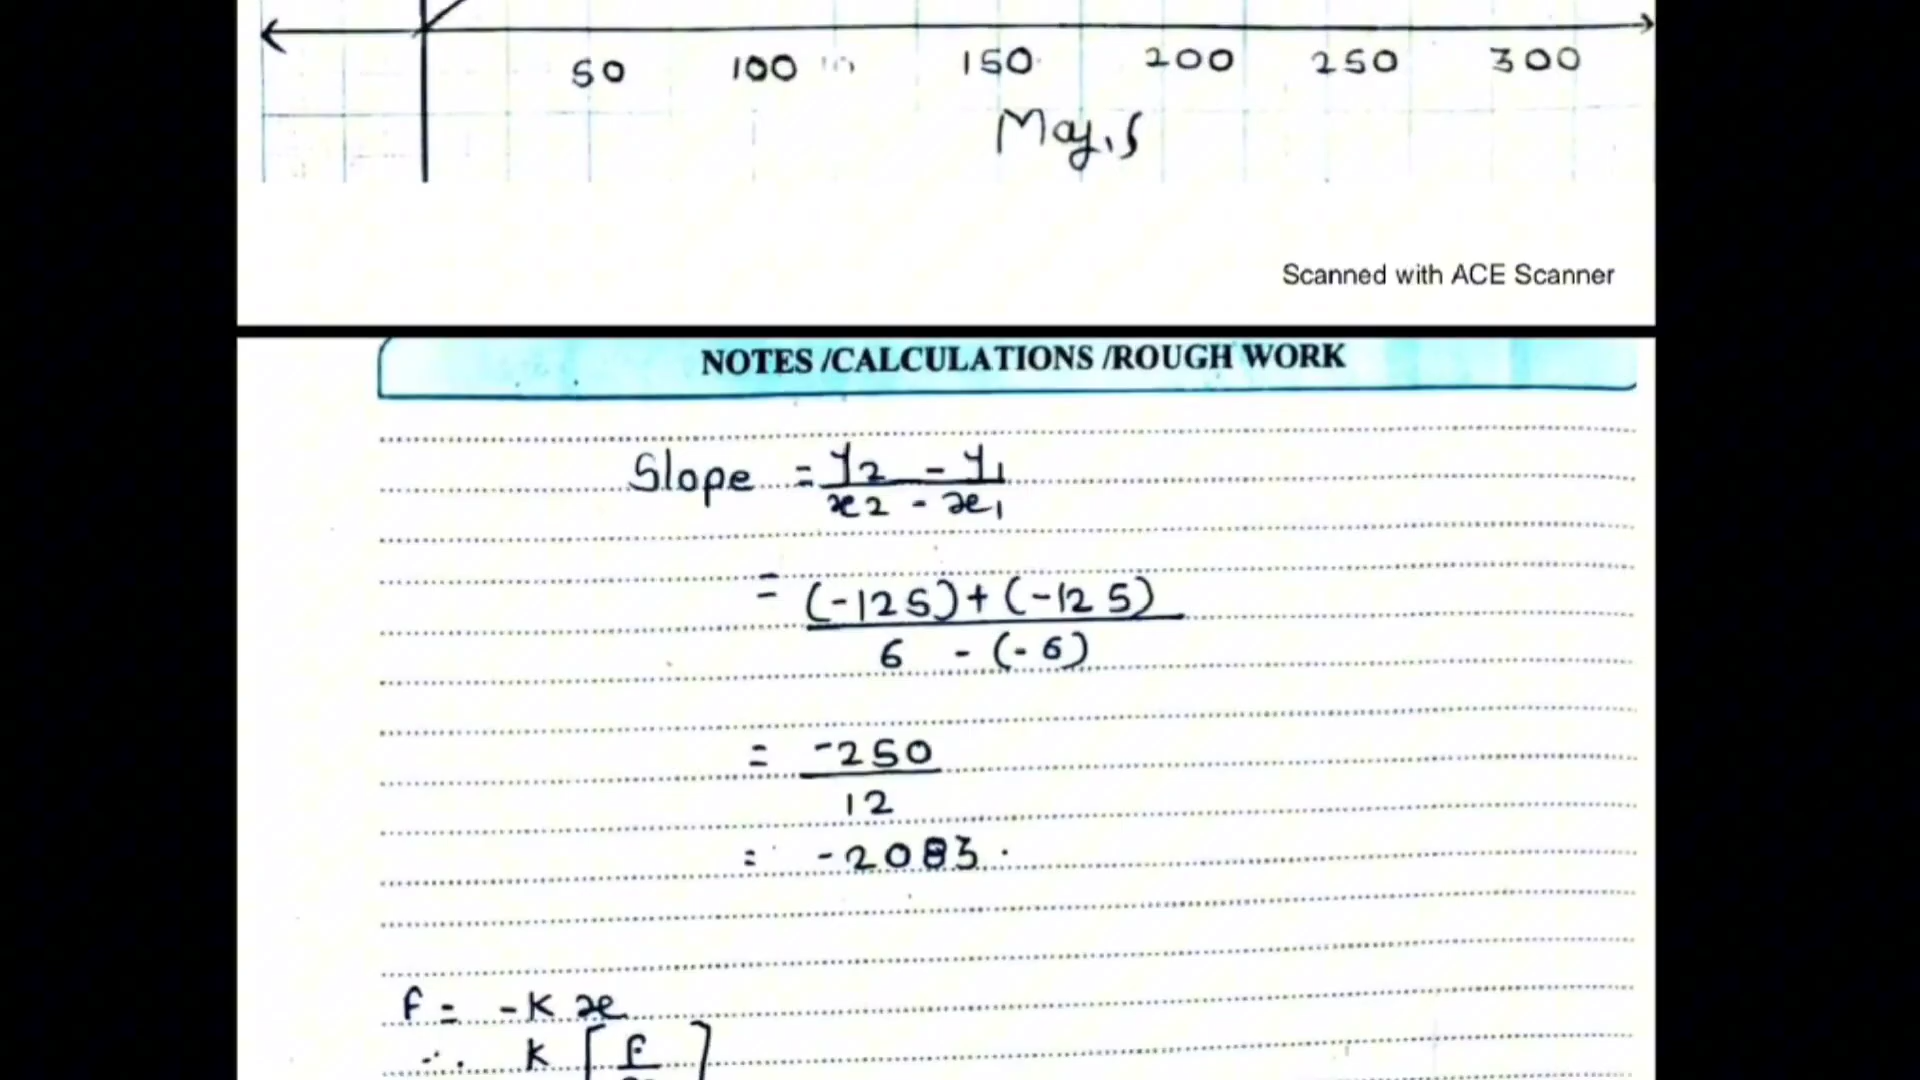 50 100 150 200 250 300
Scanned with ACE Scanner
NOTES /CALCULATIONS /ROUGH WORK
Slope = y2 - y1
x2 - x1
= (-125)+(-125)
6 - (-6)
= -250
12
= -2083.
F = -K x
∴ K [ F